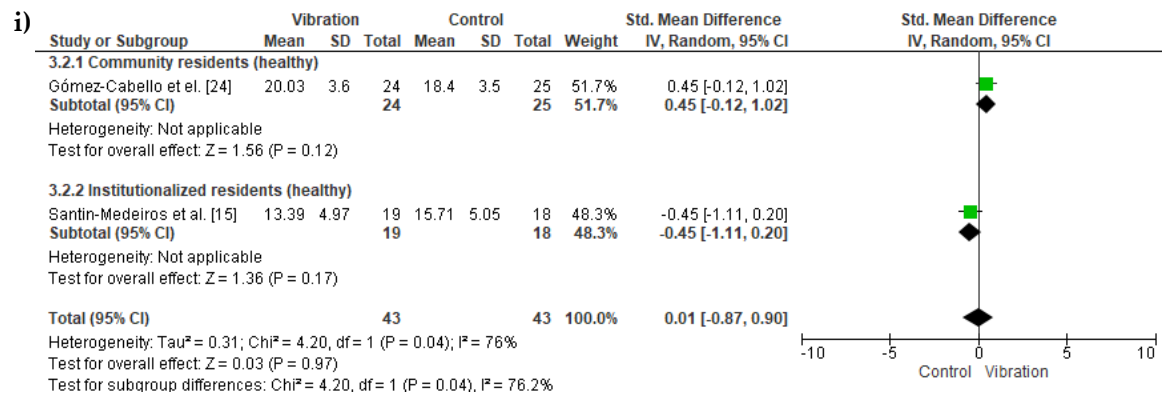 i)
Vibration Control Std. Mean Difference Std. Mean Difference
Study or Subgroup Mean SD Total Mean SD Total Weight IV, Random, 95% CI IV, Random, 95% CI
3.2.1 Community residents (healthy)
Gómez-Cabello et el. [24] 20.03 3.6 24 18.4 3.5 25 51.7% 0.45 [-0.12, 1.02]
Subtotal (95% CI) 24 25 51.7% 0.45 [-0.12, 1.02]
Heterogeneity: Not applicable
Test for overall effect: Z = 1.56 (P = 0.12)
3.2.2 Institutionalized residents (healthy)
Santin-Medeiros et al. [15] 13.39 4.97 19 15.71 5.05 18 48.3% -0.45 [-1.11, 0.20]
Subtotal (95% CI) 19 18 48.3% -0.45 [-1.11, 0.20]
Heterogeneity: Not applicable
Test for overall effect: Z = 1.36 (P = 0.17)
Total (95% CI) 43 43 100.0% 0.01 [-0.87, 0.90]
Heterogeneity: Tau² = 0.31; Chi² = 4.20, df = 1 (P = 0.04); I² = 76%
Test for overall effect: Z = 0.03 (P = 0.97)
Test for subgroup differences: Chi² = 4.20, df = 1 (P = 0.04), I² = 76.2%
-10 -5 0 5 10
Control Vibration